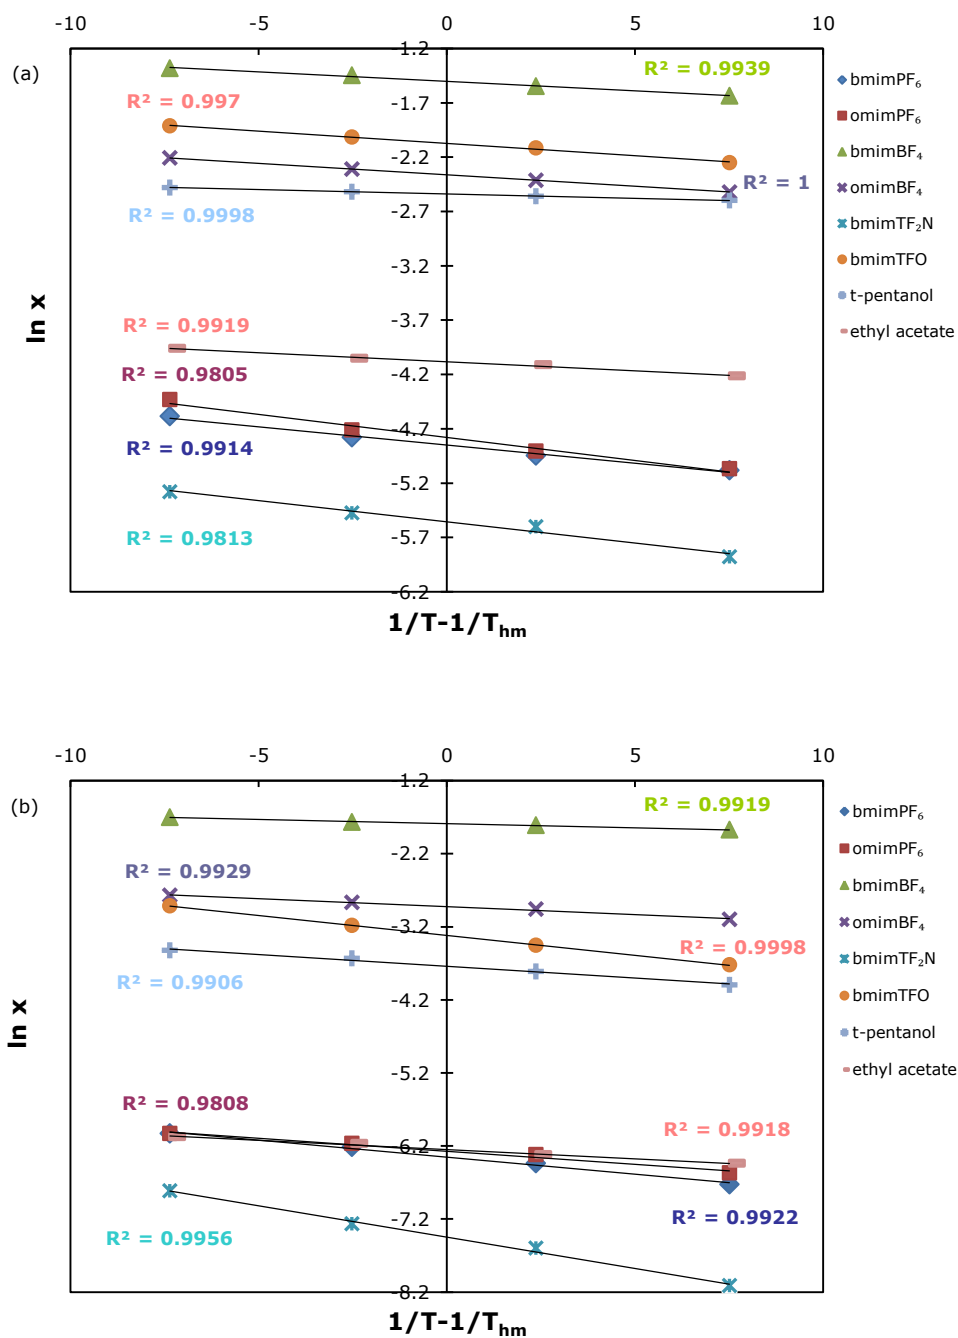 -10 -5 0 5 10
(a)
-1.2
R² = 0.9939
R² = 0.997
-1.7
-2.2
R² = 1
R² = 0.9998
-2.7
-3.2
ln x
R² = 0.9919
-3.7
R² = 0.9805
-4.2
R² = 0.9914
-4.7
-5.2
R² = 0.9813
-5.7
-6.2
1/T-1/Tₕₘ
bmimPF₆
omimPF₆
bmimBF₄
omimBF₄
bmimTF₂N
bmimTFO
t-pentanol
ethyl acetate
-10 -5 0 5 10
(b)
-1.2
R² = 0.9919
-2.2
R² = 0.9929
-3.2
R² = 0.9998
R² = 0.9906
-4.2
ln x
-5.2
R² = 0.9808
R² = 0.9918
-6.2
-7.2
R² = 0.9922
R² = 0.9956
-8.2
1/T-1/Tₕₘ
bmimPF₆
omimPF₆
bmimBF₄
omimBF₄
bmimTF₂N
bmimTFO
t-pentanol
ethyl acetate